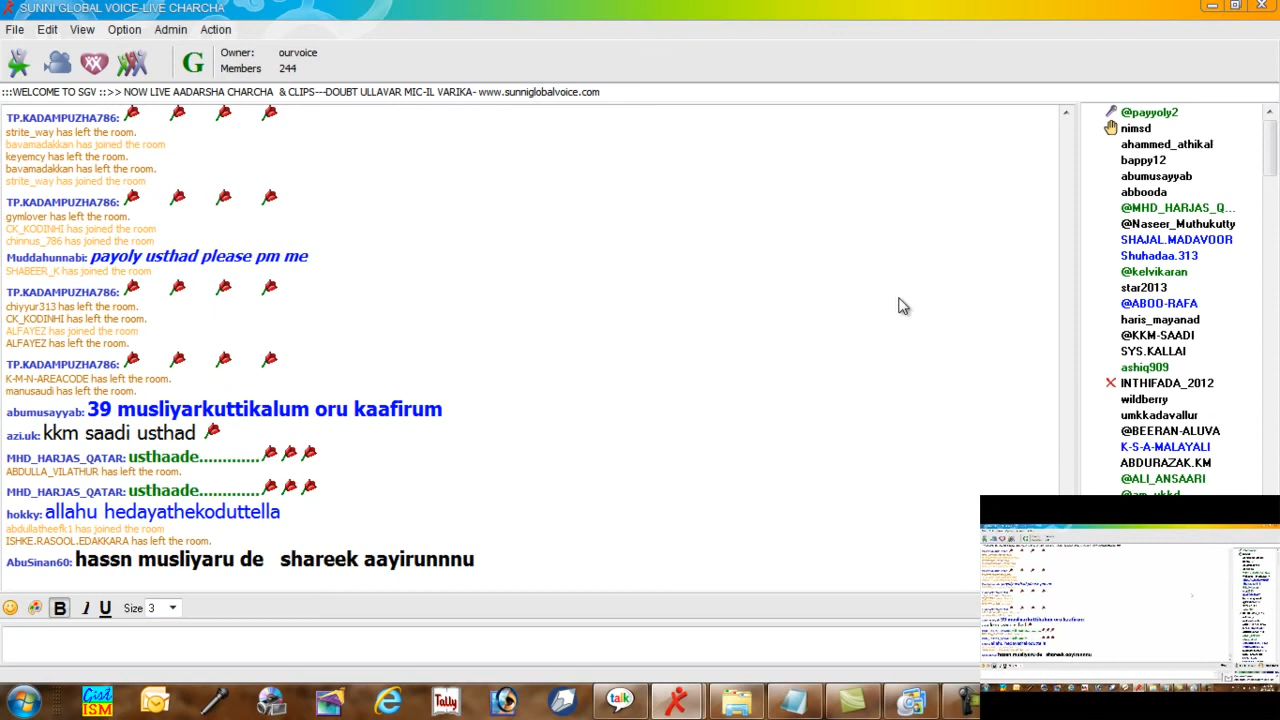 SUNNI GLOBAL VOICE-LIVE CHARCHA
File Edit View Option Admin Action
Owner: ourvoice
Members 244
G
:::WELCOME TO SGV ::>> NOW LIVE AADARSHA CHARCHA & CLIPS---DOUBT ULLAVAR MIC-IL VARIKA- www.sunniglobalvoice.com
TP.KADAMPUZHA786:
strite_way has left the room.
bavamadakkan has joined the room
keyemcy has left the room.
bavamadakkan has left the room.
strite_way has joined the room
TP.KADAMPUZHA786:
gymlover has left the room.
CK_KODINHI has joined the room
chinnus_786 has joined the room
Muddahunnabi: payoly usthad please pm me
SHABEER_K has joined the room
TP.KADAMPUZHA786:
chiyyur313 has left the room.
CK_KODINHI has left the room.
ALFAYEZ has joined the room
ALFAYEZ has left the room.
TP.KADAMPUZHA786:
K-M-N-AREACODE has left the room.
manusaudi has left the room.
abumusayyab: 39 musliyarkuttikalum oru kaafirum
azi.uk: kkm saadi usthad
MHD_HARJAS_QATAR: usthaade.............
ABDULLA_VILATHUR has left the room.
MHD_HARJAS_QATAR: usthaade.............
hokky: allahu hedayathekoduttella
abdullatheefk1 has joined the room
ISHKE.RASOOL.EDAKKARA has left the room.
AbuSinan60: hassn musliyaru de shareek aayirunnnu
@payyoly2
nimsd
ahammed_athikal
bappy12
abumusayyab
abbooda
@MHD_HARJAS_Q...
@Naseer_Muthukutty
SHAJAL.MADAVOOR
Shuhadaa.313
@kelvikaran
star2013
@ABOO-RAFA
haris_mayanad
@KKM-SAADI
SYS.KALLAI
ashiq909
INTHIFADA_2012
wildberry
umkkadavallur
@BEERAN-ALUVA
K-S-A-MALAYALI
ABDURAZAK.KM
@ALI_ANSAARI
B I U Size 3
Gist ISM
Tally
talk